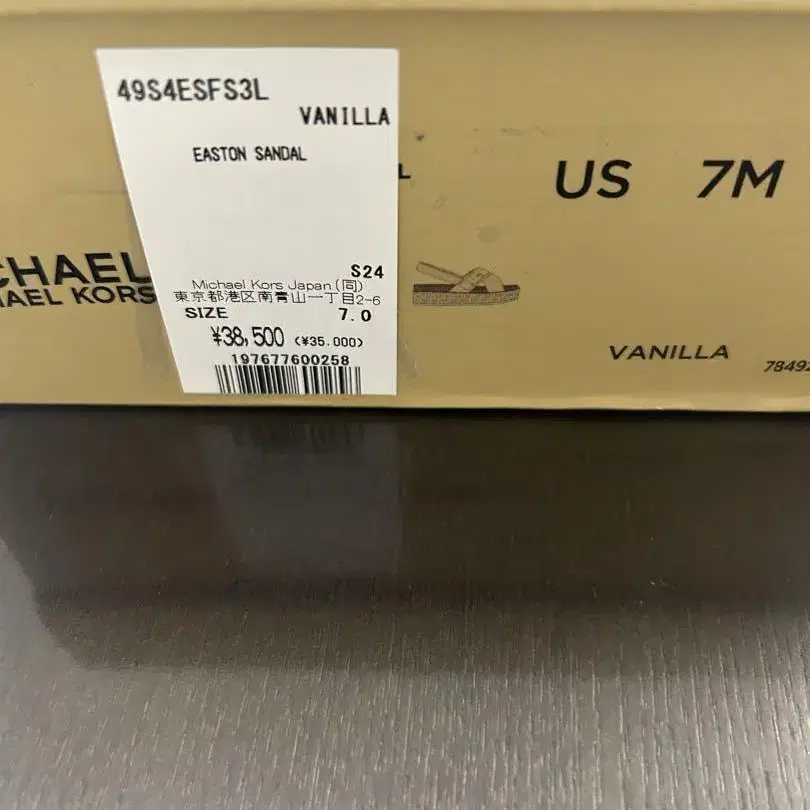 49S4ESFS3L
VANILLA
EASTON SANDAL
S24
Michael Kors Japan (同)
東京都港区南青山一丁目2-6
SIZE 7.0
¥38,500 (¥35.000)
197677600258
L
US 7M
CHAEL
AEL KORS
VANILLA
78492